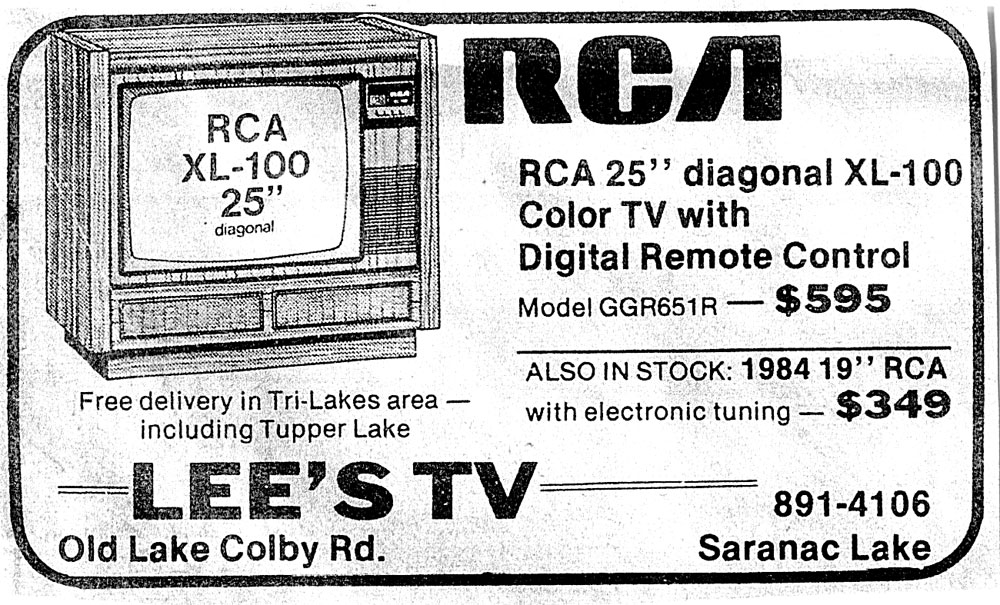 RCA
XL-100
25’’
diagonal
RCA
RCA 25’’ diagonal XL-100
Color TV with
Digital Remote Control
Model GGR651R — $595
ALSO IN STOCK: 1984 19’’ RCA
with electronic tuning — $349
Free delivery in Tri-Lakes area —
including Tupper Lake
LEE’S TV
891-4106
Old Lake Colby Rd.
Saranac Lake